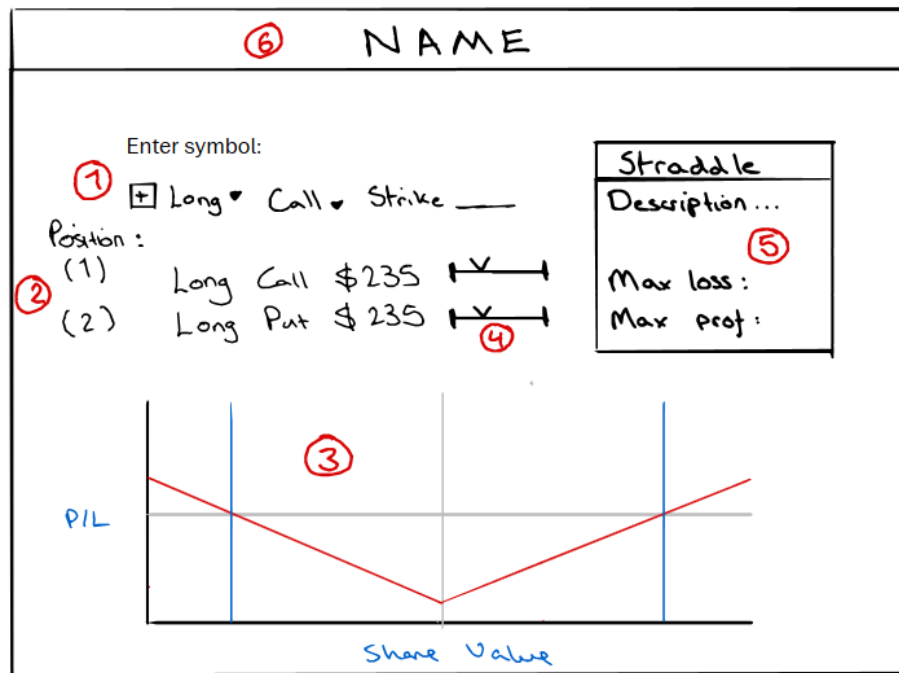 6 NAME
Enter symbol:
1 + Long Call Strike
Position:
2
(1) Long Call $235
(2) Long Put $235
4
Straddle
Description...
5
Max loss:
Max prof:
3
P/L
Share Value